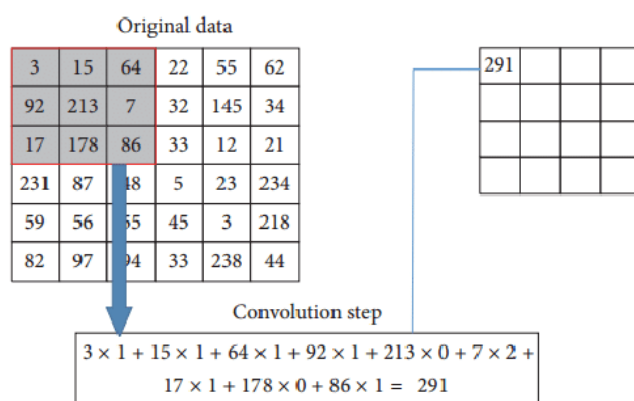 Original data
3 15 64 22 55 62
92 213 7 32 145 34
17 178 86 33 12 21
231 87 5 23 234
59 56 45 3 218
82 97 33 238 44
291
Convolution step
3 × 1 + 15 × 1 + 64 × 1 + 92 × 1 + 213 × 0 + 7 × 2 +
17 × 1 + 178 × 0 + 86 × 1 = 291